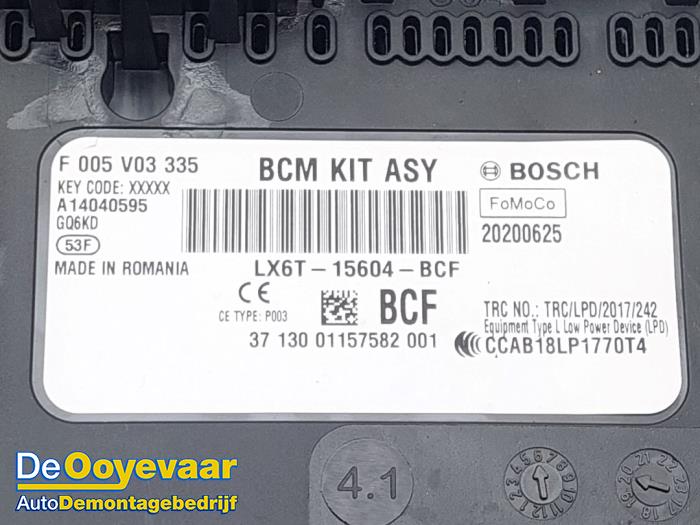 F 005 V03 335
BCM KIT ASY
BOSCH
KEY CODE: XXXXX
A14040595
GQ6KD
53F
MADE IN ROMANIA
FoMoCo
20200625
LX6T-15604-BCF
CE
CE TYPE: P003
BCF
37 130 01157582 001
TRC NO.: TRC/LPD/2017/242
Equipment Type L Low Power Device (LPD)
CCAB18LP1770T4
De Ooyevaar
AutoDemontagebedrijf
4.1